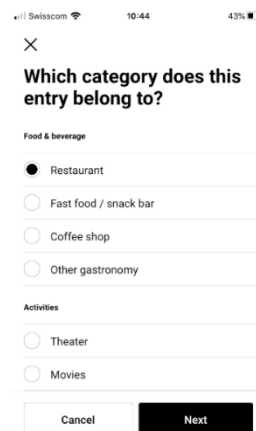 Swisscom 10:44 43%
Which category does this
entry belong to?
Food & beverage
Restaurant
Fast food / snack bar
Coffee shop
Other gastronomy
Activities
Theater
Movies
Cancel Next